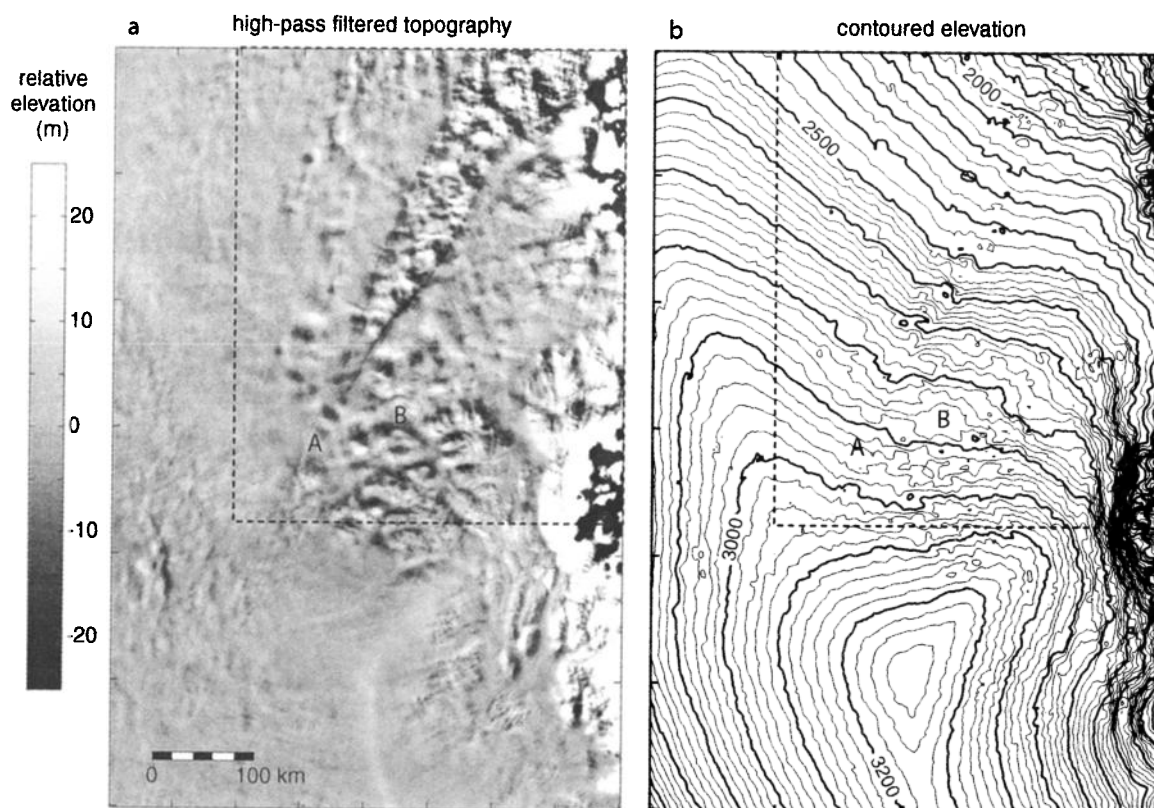 a
high-pass filtered topography
relative
elevation
(m)
20
10
0
-10
-20
A
B
0
100 km
b
contoured elevation
2000
2500
B
A
3000
3200